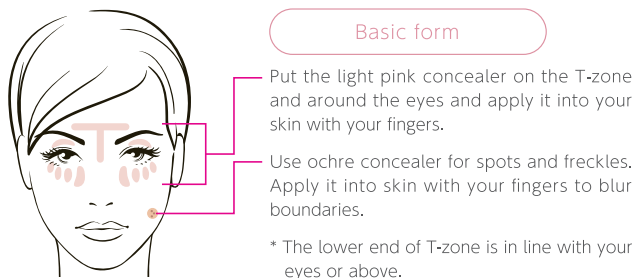 Basic form
Put the light pink concealer on the T-zone
and around the eyes and apply it into your
skin with your fingers.
Use ochre concealer for spots and freckles.
Apply it into skin with your fingers to blur
boundaries.
* The lower end of T-zone is in line with your
eyes or above.